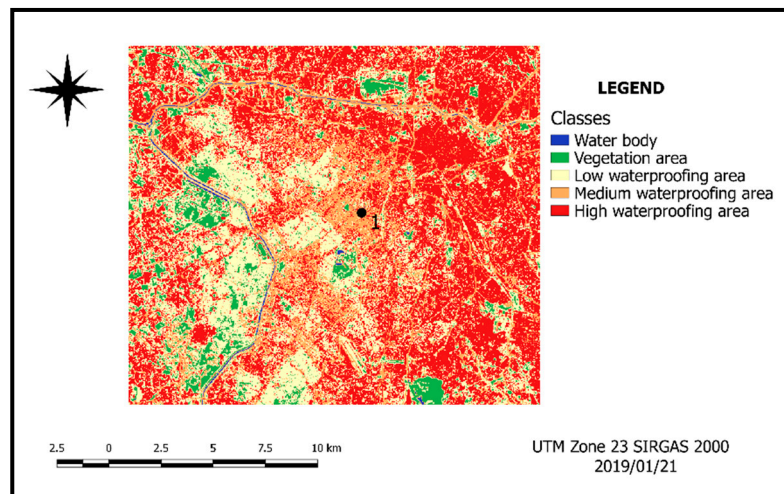 LEGEND
Classes
Water body
Vegetation area
Low waterproofing area
Medium waterproofing area
High waterproofing area
1
2.5 0 2.5 5 7.5 10 km
UTM Zone 23 SIRGAS 2000
2019/01/21